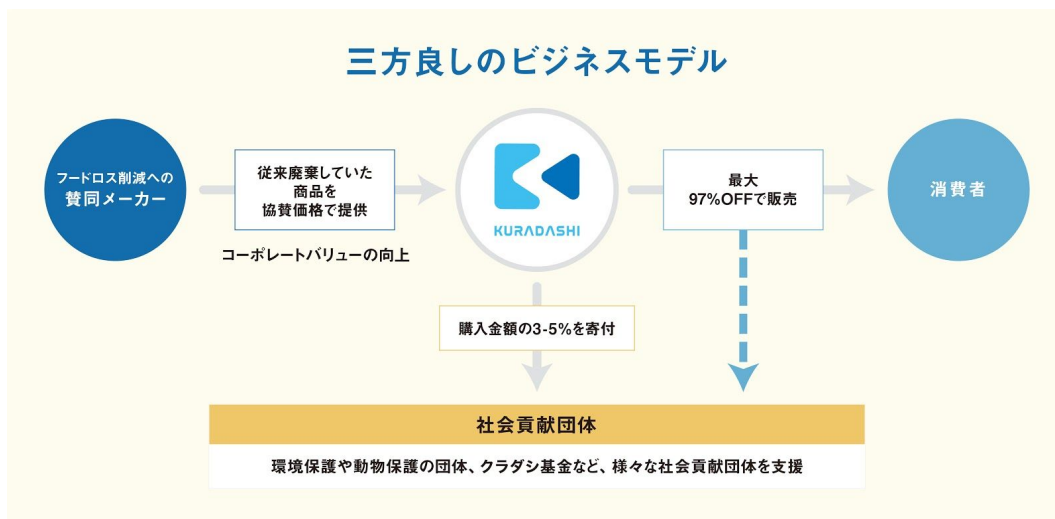 三方良しのビジネスモデル
フードロス削減への
賛同メーカー
従来廃棄していた
商品を
協賛価格で提供
コーポレートバリューの向上
KURADASHI
最大
97%OFFで販売
消費者
購入金額の3-5%を寄付
社会貢献団体
環境保護や動物保護の団体、クラダシ基金など、様々な社会貢献団体を支援